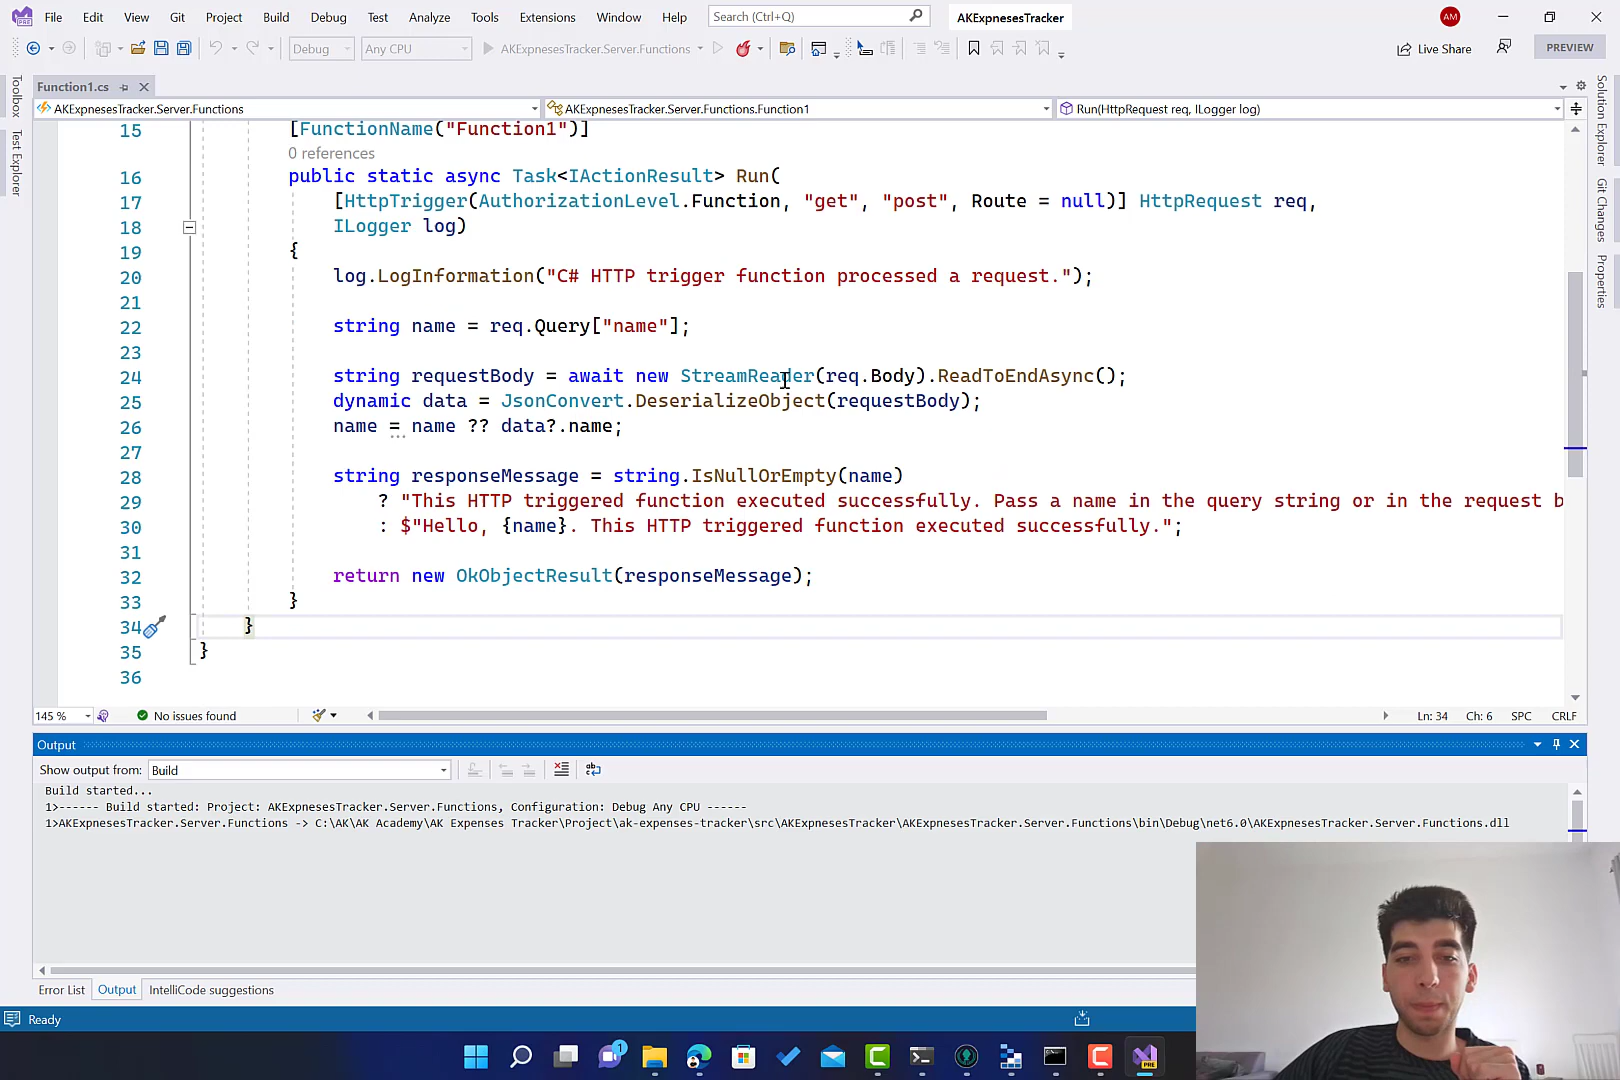 File Edit View Git Project Build Debug Test Analyze Tools Extensions Window Help Search (Ctrl+Q) AKExpnesesTracker AM
Debug Any CPU AKExpnesesTracker.Server.Functions Live Share PREVIEW
Function1.cs
AKExpnesesTracker.Server.Functions AKExpnesesTracker.Server.Functions.Function1 Run(HttpRequest req, ILogger log)
Toolbox
Test Explorer
Solution Explorer
Git Changes
Properties
15 [FunctionName("Function1")]
0 references
16 public static async Task<IActionResult> Run(
17 [HttpTrigger(AuthorizationLevel.Function, "get", "post", Route = null)] HttpRequest req,
18 ILogger log)
19 {
20 log.LogInformation("C# HTTP trigger function processed a request.");
21
22 string name = req.Query["name"];
23
24 string requestBody = await new StreamReader(req.Body).ReadToEndAsync();
25 dynamic data = JsonConvert.DeserializeObject(requestBody);
26 name = name ?? data?.name;
27
28 string responseMessage = string.IsNullOrEmpty(name)
29 ? "This HTTP triggered function executed successfully. Pass a name in the query string or in the request b
30 : $"Hello, {name}. This HTTP triggered function executed successfully.";
31
32 return new OkObjectResult(responseMessage);
33 }
34 }
35 }
36
145 % No issues found Ln: 34 Ch: 6 SPC CRLF
Output
Show output from: Build
Build started...
1>------ Build started: Project: AKExpnesesTracker.Server.Functions, Configuration: Debug Any CPU ------
1>AKExpnesesTracker.Server.Functions -> C:\AK\AK Academy\AK Expenses Tracker\Project\ak-expenses-tracker\src\AKExpnesesTracker\AKExpnesesTracker.Server.Functions\bin\Debug\net6.0\AKExpnesesTracker.Server.Functions.dll
Error List Output IntelliCode suggestions
Ready
1
PRE